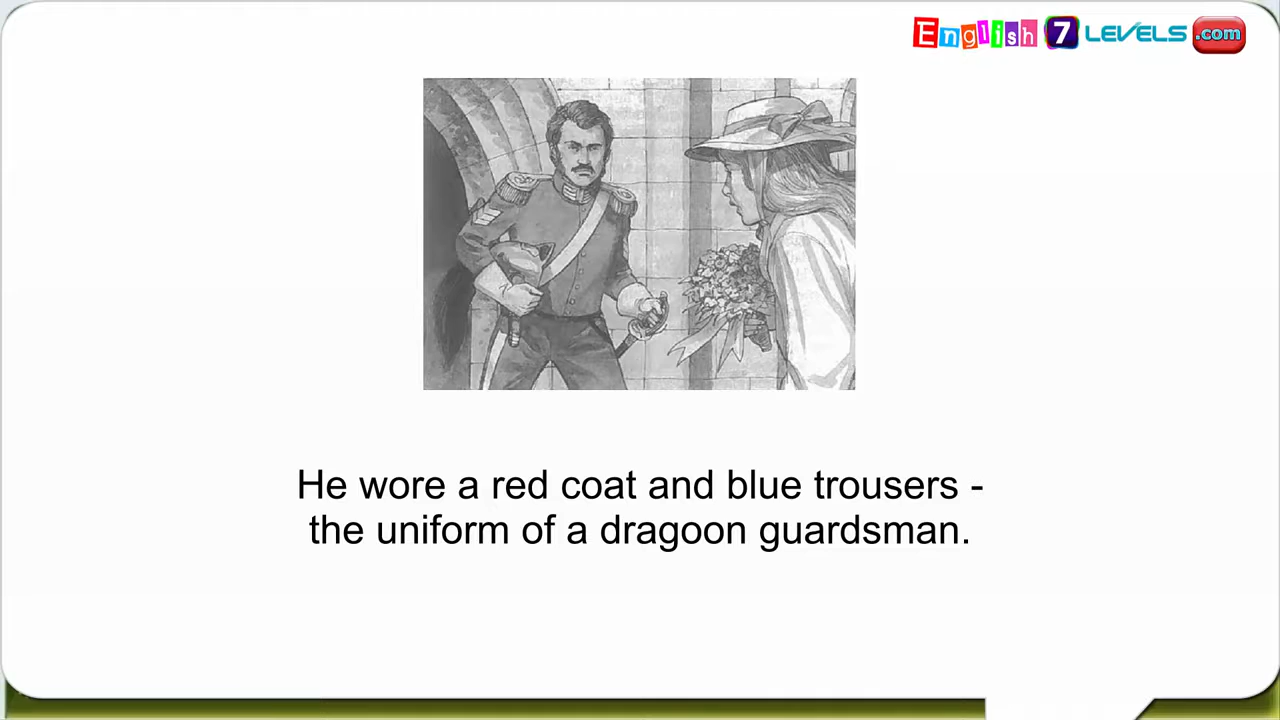 English 7 LEVELS .com
He wore a red coat and blue trousers -
the uniform of a dragoon guardsman.